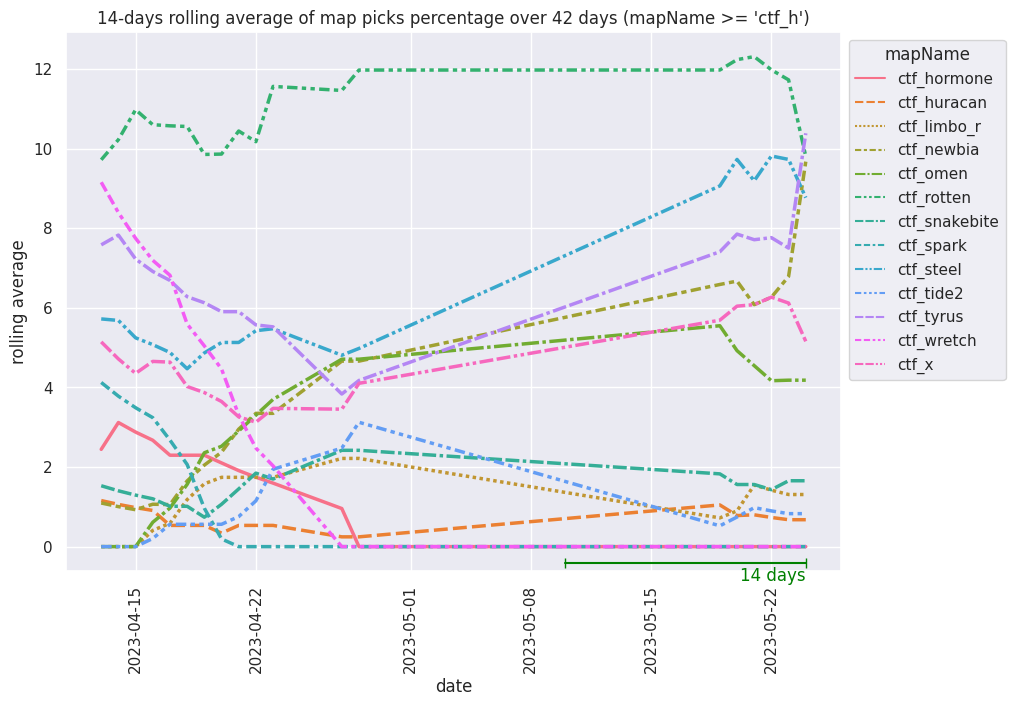 14-days rolling average of map picks percentage over 42 days (mapName >= 'ctf_h')
12
10
8
6
4
2
0
rolling average
mapName
ctf_hormone
ctf_huracan
ctf_limbo_r
ctf_newbia
ctf_omen
ctf_rotten
ctf_snakebite
ctf_spark
ctf_steel
ctf_tide2
ctf_tyrus
ctf_wretch
ctf_x
14 days
2023-04-15
2023-04-22
2023-05-01
2023-05-08
2023-05-15
2023-05-22
date